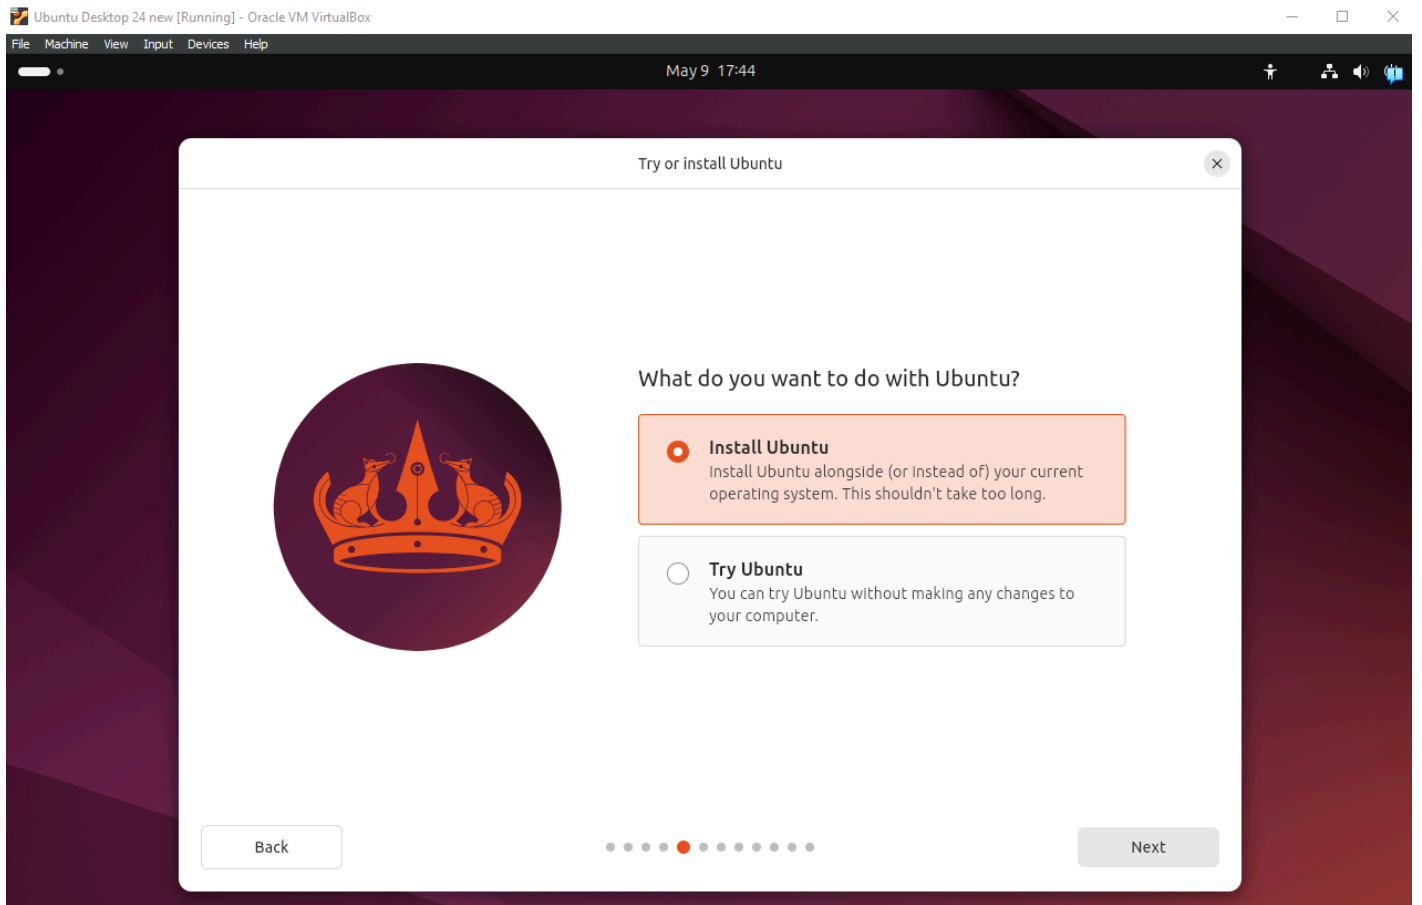 Ubuntu Desktop 24 new [Running] - Oracle VM VirtualBox
File Machine View Input Devices Help
May 9 17:44
Try or install Ubuntu
What do you want to do with Ubuntu?
Install Ubuntu
Install Ubuntu alongside (or instead of) your current
operating system. This shouldn't take too long.
Try Ubuntu
You can try Ubuntu without making any changes to
your computer.
Back
Next